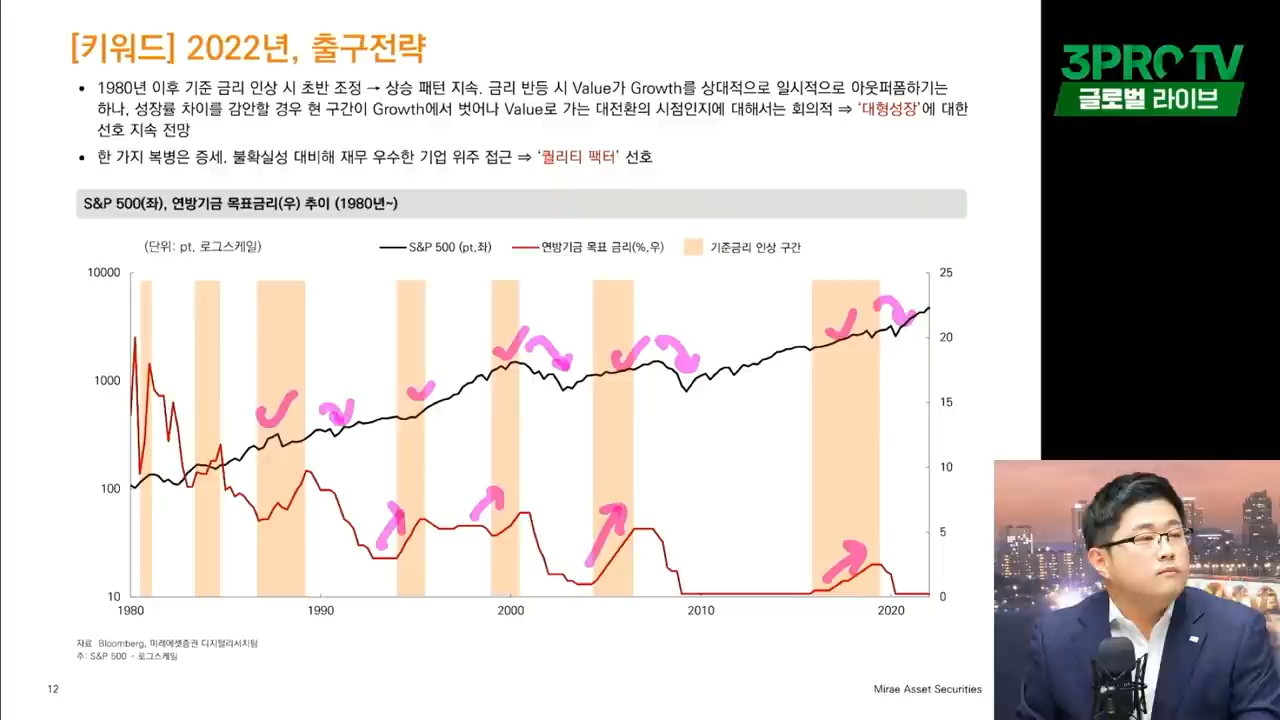 [키워드] 2022년, 출구전략
3PRO TV
글로벌 라이브
• 1980년 이후 기준 금리 인상 시 초반 조정 → 상승 패턴 지속. 금리 반등 시 Value가 Growth를 상대적으로 일시적으로 아웃퍼폼하기는
하나, 성장률 차이를 감안할 경우 현 구간이 Growth에서 벗어나 Value로 가는 대전환의 시점인지에 대해서는 회의적 ⇒ ‘대형성장’에 대한
선호 지속 전망
• 한 가지 복병은 증세. 불확실성 대비해 재무 우수한 기업 위주 접근 ⇒ ‘퀄리티 팩터’ 선호
S&P 500(좌), 연방기금 목표금리(우) 추이 (1980년~)
(단위: pt, 로그스케일)
S&P 500 (pt,좌)
연방기금 목표 금리(%,우)
기준금리 인상 구간
10000
1000
100
10
25
20
15
10
5
0
1980 1990 2000 2010 2020
자료: Bloomberg, 미래에셋증권 디지털리서치팀
주: S&P 500 - 로그스케일
12
Mirae Asset Securities